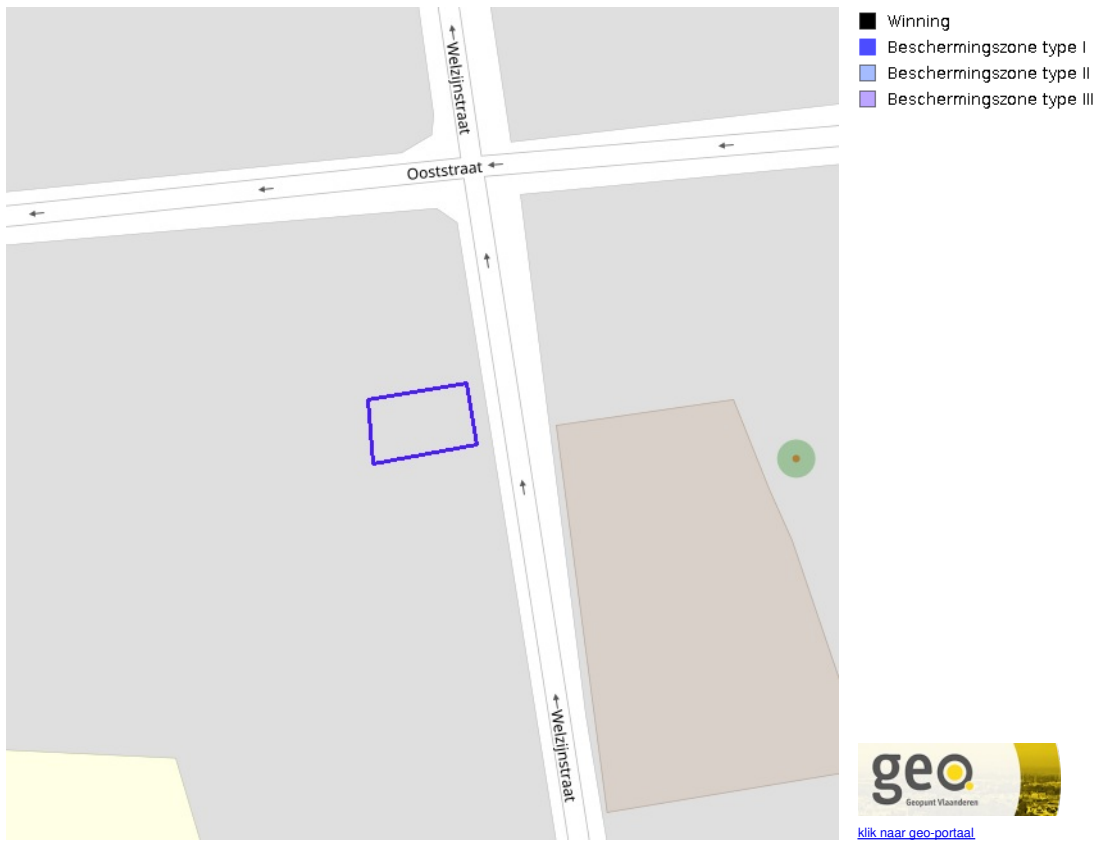 Welzijnstraat
Ooststraat
Welzijnstraat
Winning
Beschermingszone type I
Beschermingszone type II
Beschermingszone type III
geo
Geopunt Vlaanderen
klik naar geo-portaal